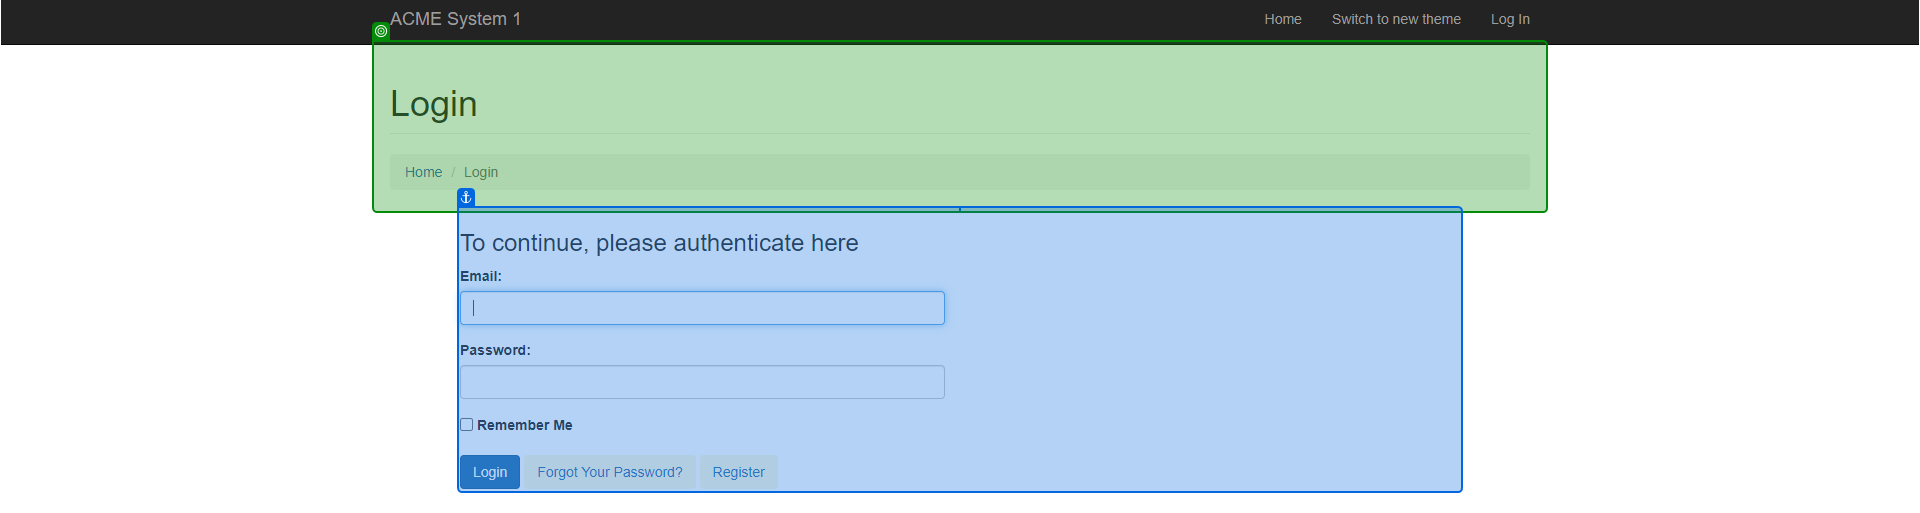 ACME System 1 Home Switch to new theme Log In
Login
Home / Login
To continue, please authenticate here
Email:
Password:
Remember Me
Login Forgot Your Password? Register